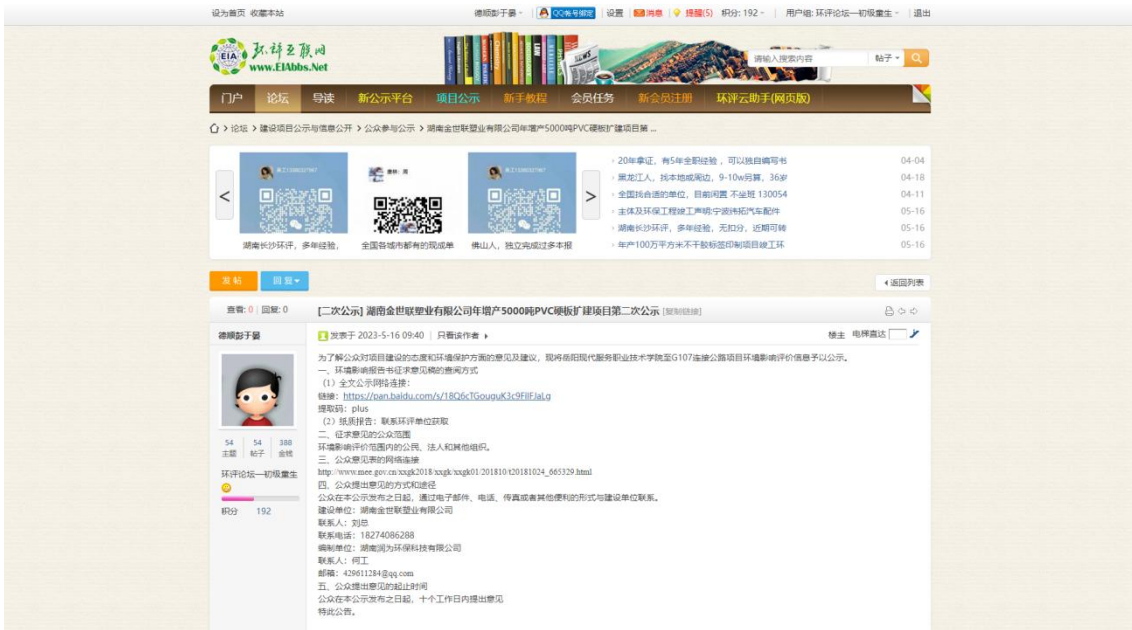 设为首页 收藏本站
德顺彭于晏 QQ帐号绑定 设置 消息 提醒(5) 积分: 192 用户组: 环评论坛—初级童生 退出
EIA 环评互联网
www.EIAbbs.Net
请输入搜索内容 帖子
门户 论坛 导读 新公示平台 项目公示 新手教程 会员任务 新会员注册 环评云助手(网页版)
论坛 建设项目公示与信息公开 公众参与公示 湖南金世联塑业有限公司年增产5000吨PVC硬板扩建项目第 ...
20年拿证，有5年全职经验，可以独自编写书 04-04
黑龙江人，找本地或周边，9-10w另算，36岁 04-18
全国找合适的单位，目前闲置 不坐班 130054 04-11
主体及环保工程竣工声明:宁波纬拓汽车配件 05-16
湖南长沙环评，多年经验，无扣分，近期可转 05-16
年产100万平方米不干胶标签印制项目竣工环 05-16
湖南长沙环评，多年经验， 全国各城市都有的现成单 佛山人，独立完成过多本报
发帖 回复 返回列表
查看: 0 回复: 0
[二次公示] 湖南金世联塑业有限公司年增产5000吨PVC硬板扩建项目第二次公示 [复制链接]
德顺彭于晏
发表于 2023-5-16 09:40 只看该作者 楼主 电梯直达
为了解公众对项目建设的态度和环境保护方面的意见及建议，现将岳阳现代服务职业技术学院至G107连接公路项目环境影响评价信息予以公示。
一、环境影响报告书征求意见稿的查阅方式
（1）全文公示网络连接：
链接：https://pan.baidu.com/s/18Q6cTGouguK3c9FiIFJaLg
提取码：plus
（2）纸质报告：联系环评单位获取
二、征求意见的公众范围
环境影响评价范围内的公民、法人和其他组织。
三、公众意见表的网络连接
http://www.mee.gov.cn/xxgk2018/xxgk/xxgk01/201810/t20181024_665329.html
四、公众提出意见的方式和途径
公众在本公示发布之日起，通过电子邮件、电话、传真或者其他便利的形式与建设单位联系。
建设单位：湖南金世联塑业有限公司
联系人：刘总
联系电话：18274086288
编制单位：湖南润为环保科技有限公司
联系人：何工
邮箱：429611284@qq.com
五、公众提出意见的起止时间
公众在本公示发布之日起，十个工作日内提出意见
特此公告。
54 54 388
主题 帖子 金钱
环评论坛—初级童生
积分 192